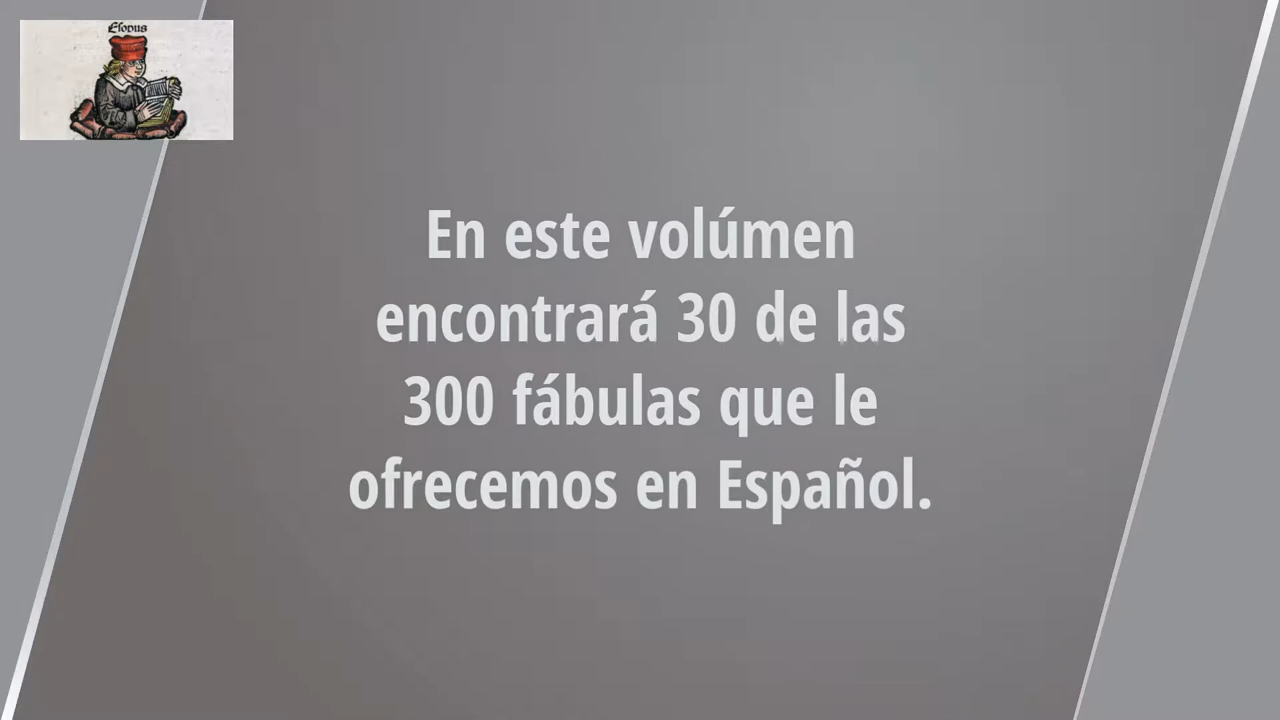 Esopus
En este volúmen
encontrará 30 de las
300 fábulas que le
ofrecemos en Español.